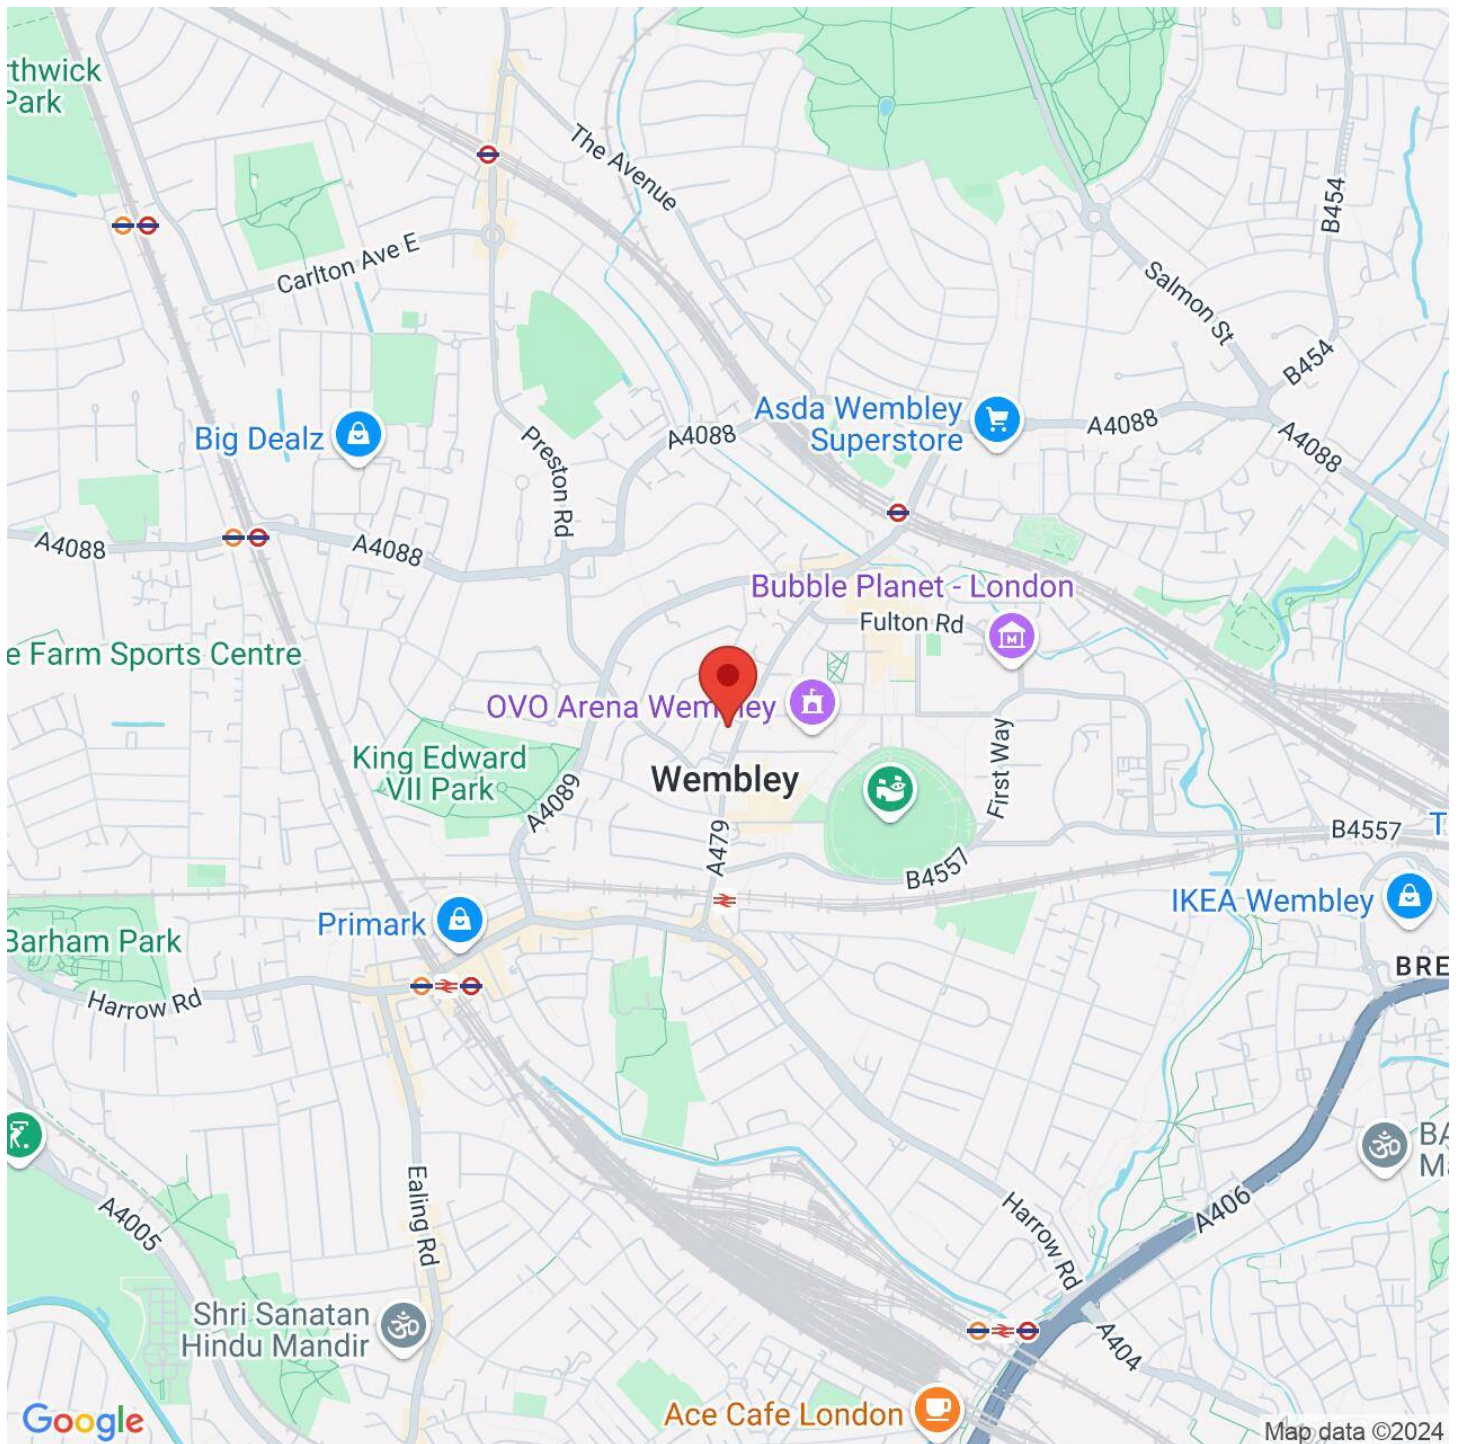 rthwick
Park
The Avenue
B454
Carlton Ave E
Salmon St
B454
Asda Wembley
Superstore
A4088
A4088
A4088
Big Dealz
Preston Rd
A4088
A4088
Bubble Planet - London
Fulton Rd
e Farm Sports Centre
OVO Arena Wembley
First Way
King Edward
VII Park
Wembley
A4089
A479
B4557
T
B4557
IKEA Wembley
Primark
Barham Park
BRE
Harrow Rd
BA
M
A4005
Ealing Rd
Harrow Rd
A406
Shri Sanatan
Hindu Mandir
A404
Ace Cafe London
Google
Map data ©2024